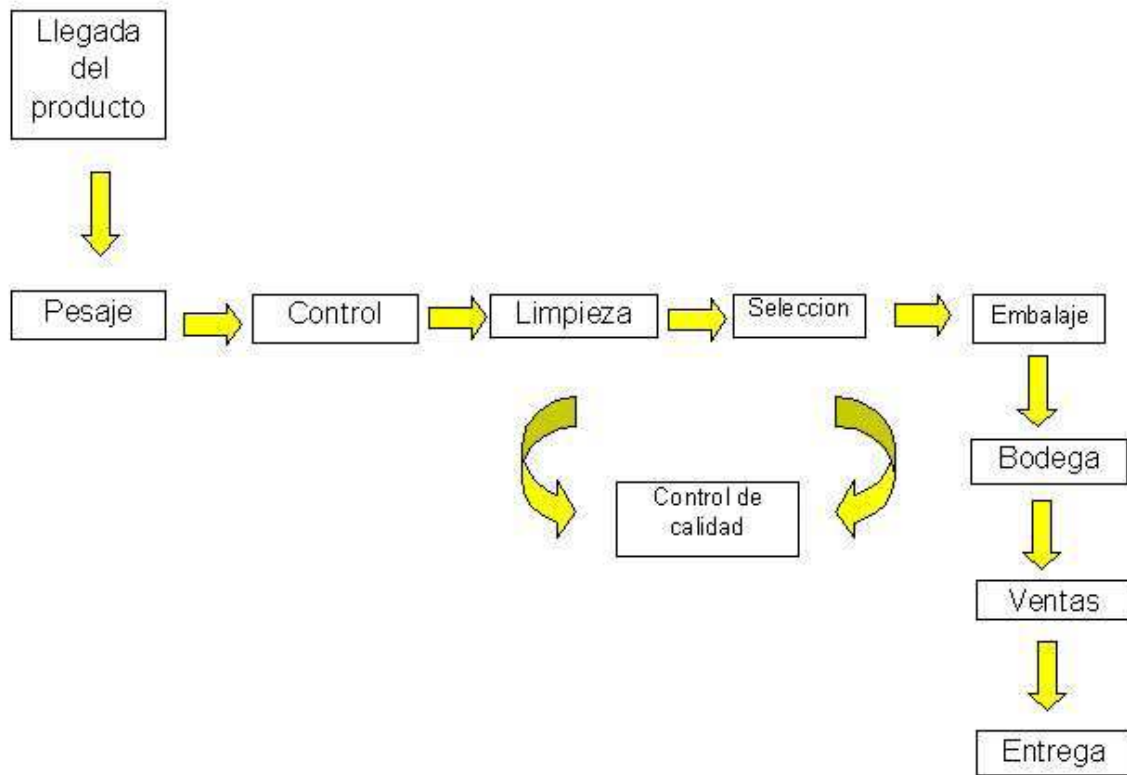 Llegada
del
producto
Pesaje
Control
Limpieza
Seleccion
Embalaje
Control de
calidad
Bodega
Ventas
Entrega